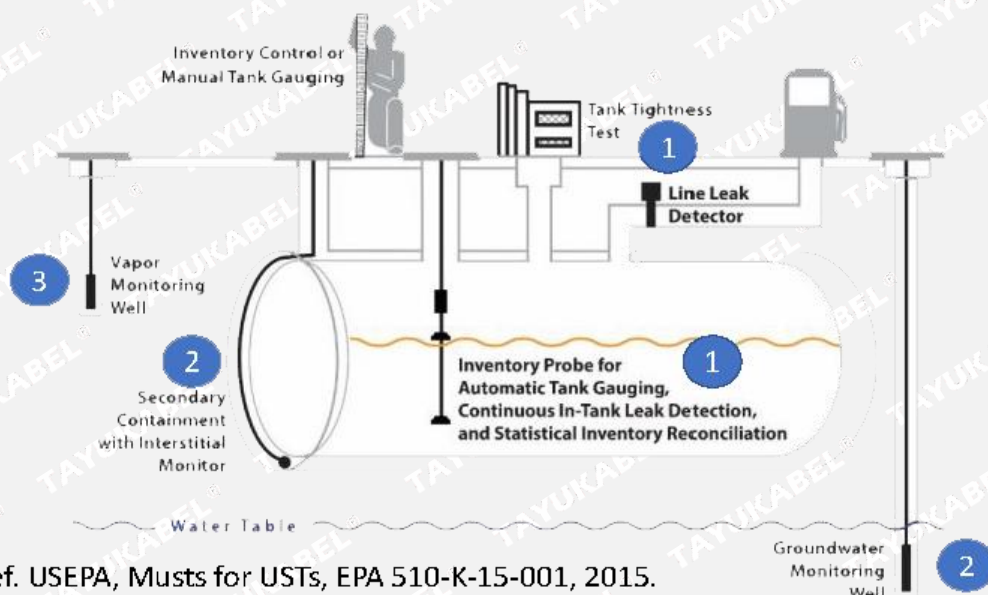 Inventory Control or
Manual Tank Gauging
Tank Tightness
Test
1
Line Leak
Detector
3
Vapor
Monitoring
Well
2
Secondary
Containment
with Interstitial
Monitor
1
Inventory Probe for
Automatic Tank Gauging,
Continuous In-Tank Leak Detection,
and Statistical Inventory Reconciliation
Water Table
Groundwater
Monitoring
Well
2
ef. USEPA, Musts for USTs, EPA 510-K-15-001, 2015.
TAYUKABEL